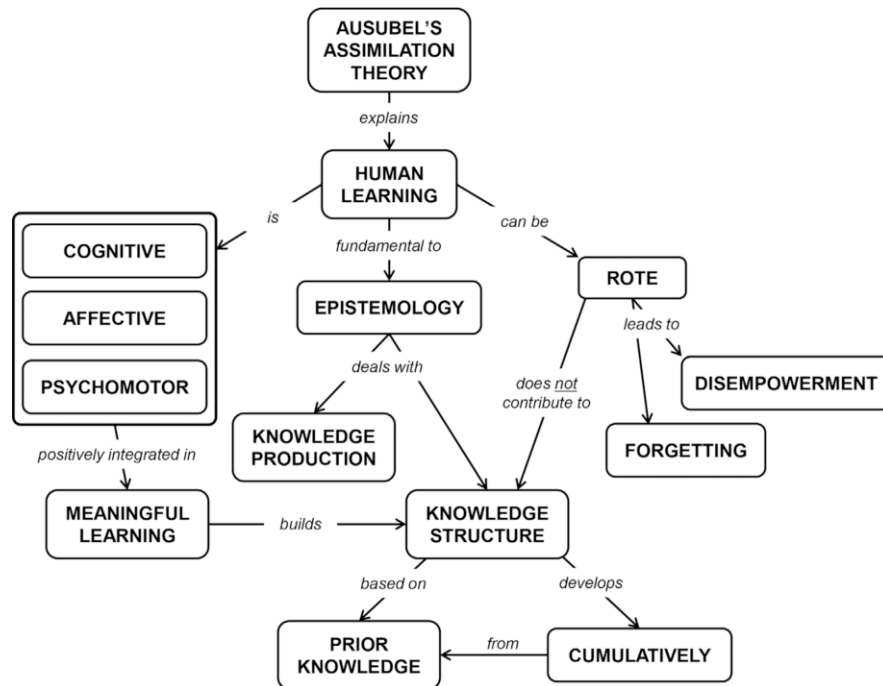 AUSUBEL'S
ASSIMILATION
THEORY
explains
HUMAN
LEARNING
is
fundamental to
can be
COGNITIVE
AFFECTIVE
PSYCHOMOTOR
EPISTEMOLOGY
ROTE
leads to
deals with
does not
contribute to
DISEMPOWERMENT
KNOWLEDGE
PRODUCTION
FORGETTING
positively integrated in
MEANINGFUL
LEARNING
builds
KNOWLEDGE
STRUCTURE
based on
develops
PRIOR
KNOWLEDGE
from
CUMULATIVELY